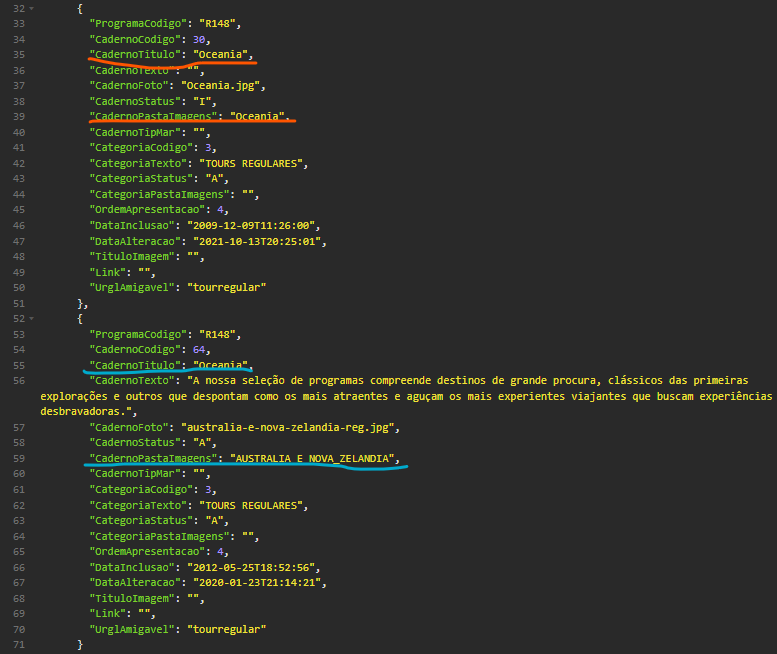 32 {
33 "ProgramaCodigo": "R148",
34 "CadernoCodigo": 30,
35 "CadernoTitulo": "Oceania",
36 "CadernoTexto": "",
37 "CadernoFoto": "Oceania.jpg",
38 "CadernoStatus": "I",
39 "CadernoPastaImagens": "Oceania",
40 "CadernoTipMar": "",
41 "CategoriaCodigo": 3,
42 "CategoriaTexto": "TOURS REGULARES",
43 "CategoriaStatus": "A",
44 "CategoriaPastaImagens": "",
45 "OrdemApresentacao": 4,
46 "DataInclusao": "2009-12-09T11:26:00",
47 "DataAlteracao": "2021-10-13T20:25:01",
48 "TituloImagem": "",
49 "Link": "",
50 "UrglAmigavel": "tourregular"
51 },
52 {
53 "ProgramaCodigo": "R148",
54 "CadernoCodigo": 64,
55 "CadernoTitulo": "Oceania",
56 "CadernoTexto": "A nossa seleção de programas compreende destinos de grande procura, clássicos das primeiras
explorações e outros que despontam como os mais atraentes e aguçam os mais experientes viajantes que buscam experiências
desbravadoras.",
57 "CadernoFoto": "australia-e-nova-zelandia-reg.jpg",
58 "CadernoStatus": "A",
59 "CadernoPastaImagens": "AUSTRALIA_E_NOVA_ZELANDIA",
60 "CadernoTipMar": "",
61 "CategoriaCodigo": 3,
62 "CategoriaTexto": "TOURS REGULARES",
63 "CategoriaStatus": "A",
64 "CategoriaPastaImagens": "",
65 "OrdemApresentacao": 4,
66 "DataInclusao": "2012-05-25T18:52:56",
67 "DataAlteracao": "2020-01-23T21:14:21",
68 "TituloImagem": "",
69 "Link": "",
70 "UrglAmigavel": "tourregular"
71 }